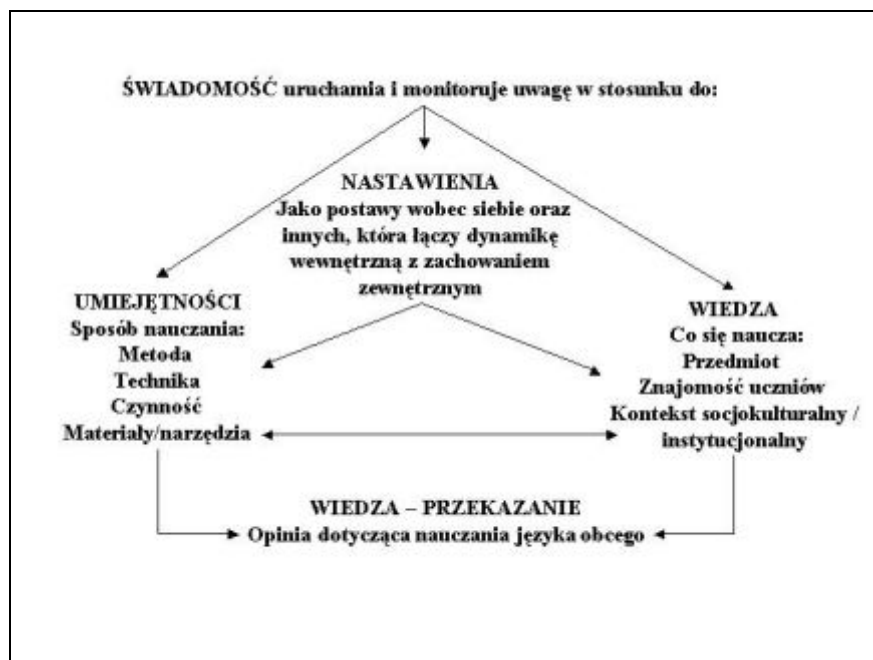 ŚWIADOMOŚĆ uruchamia i monitoruje uwagę w stosunku do:
NASTAWIENIA
Jako postawy wobec siebie oraz
innych, która łączy dynamikę
wewnętrzną z zachowaniem
zewnętrznym
UMIEJĘTNOŚCI
Sposób nauczania:
Metoda
Technika
Czynność
Materiały/narzędzia
WIEDZA
Co się naucza:
Przedmiot
Znajomość uczniów
Kontekst socjokulturalny /
instytucjonalny
WIEDZA – PRZEKAZANIE
Opinia dotycząca nauczania języka obcego